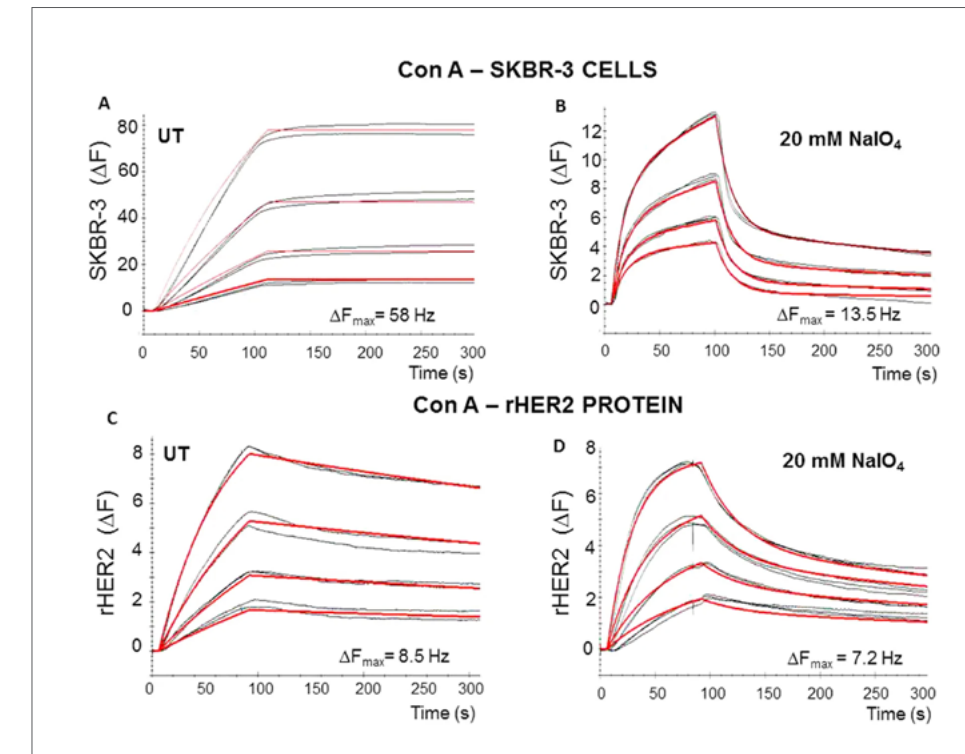 Con A – SKBR-3 CELLS
A
UT
SKBR-3 (ΔF)
80
60
40
20
0
ΔFmax= 58 Hz
0 50 100 150 200 250 300
Time (s)
B
20 mM NaIO4
SKBR-3 (ΔF)
12
10
8
6
4
2
0
ΔFmax= 13.5 Hz
0 50 100 150 200 250 300
Time (s)
Con A – rHER2 PROTEIN
C
UT
rHER2 (ΔF)
8
6
4
2
0
ΔFmax= 8.5 Hz
0 50 100 150 200 250 300
Time (s)
D
20 mM NaIO4
rHER2 (ΔF)
8
6
4
2
0
ΔFmax = 7.2 Hz
0 50 100 150 200 250 300
Time (s)